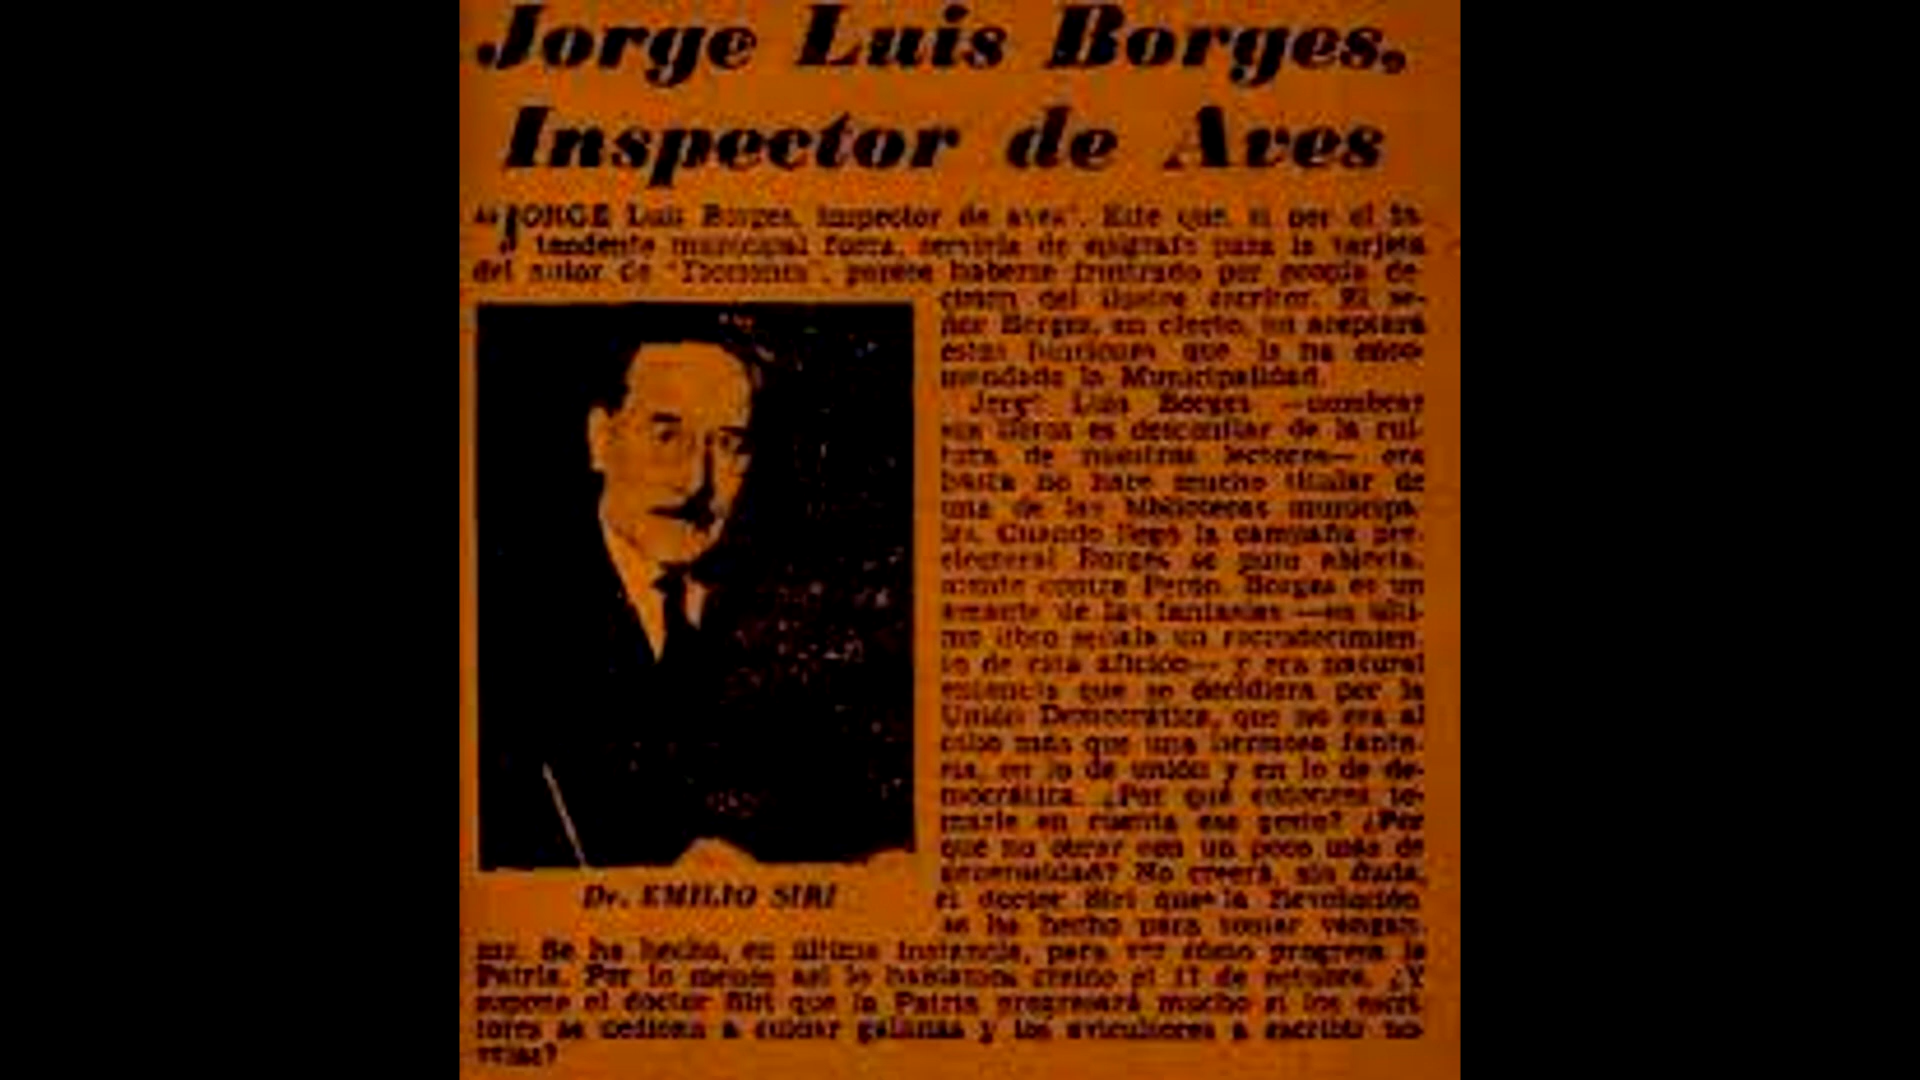 Jorge Luis Borges,
Inspector de Aves
"JORGE Luis Borges, inspector de aves". Este que, si por el In-
tendente municipal fuera, serviría de epígrafe para la tarjeta
del autor de parece haberse frustrado por propia de-
cisión del ilustre escritor. El se-
ñor Borges, en efecto, no aceptará
estas funciones que le ha enco-
mendado la Municipalidad.
Jorge Luis Borges —nombrar
sus libros es desconfiar de la cul-
tura de nuestros lectores— era
hasta no hace mucho titular de
una de las bibliotecas municipa-
les. Cuando llegó la campaña pre-
electoral Borges se puso abierta-
mente contra Perón. Borges es un
amante de las fantasías —su últi-
mo libro señala un recrudecimien-
to de esta afición— y era natural
entonces que se decidiera por la
Unión Democrática, que no era al
cabo más que una hermosa fanta-
sía, en lo de unión y en lo de de-
mocrática. ¿Por qué entonces to-
marle en cuenta ese gesto? ¿Por
qué no obrar con un poco más de
No creerá, sin duda,
el doctor Siri que la Revolución
se ha hecho para tomar vengan-
za. Se ha hecho, en última instancia, para ver cómo progresa la
Patria. Por lo menos así lo habíamos creído el 17 de octubre. ¿Y
supone el doctor Siri que la Patria progresará mucho si los escri-
tores se dedican a cuidar gallinas y los avicultores a escribir no-
velas?
Dr. EMILIO SIRI